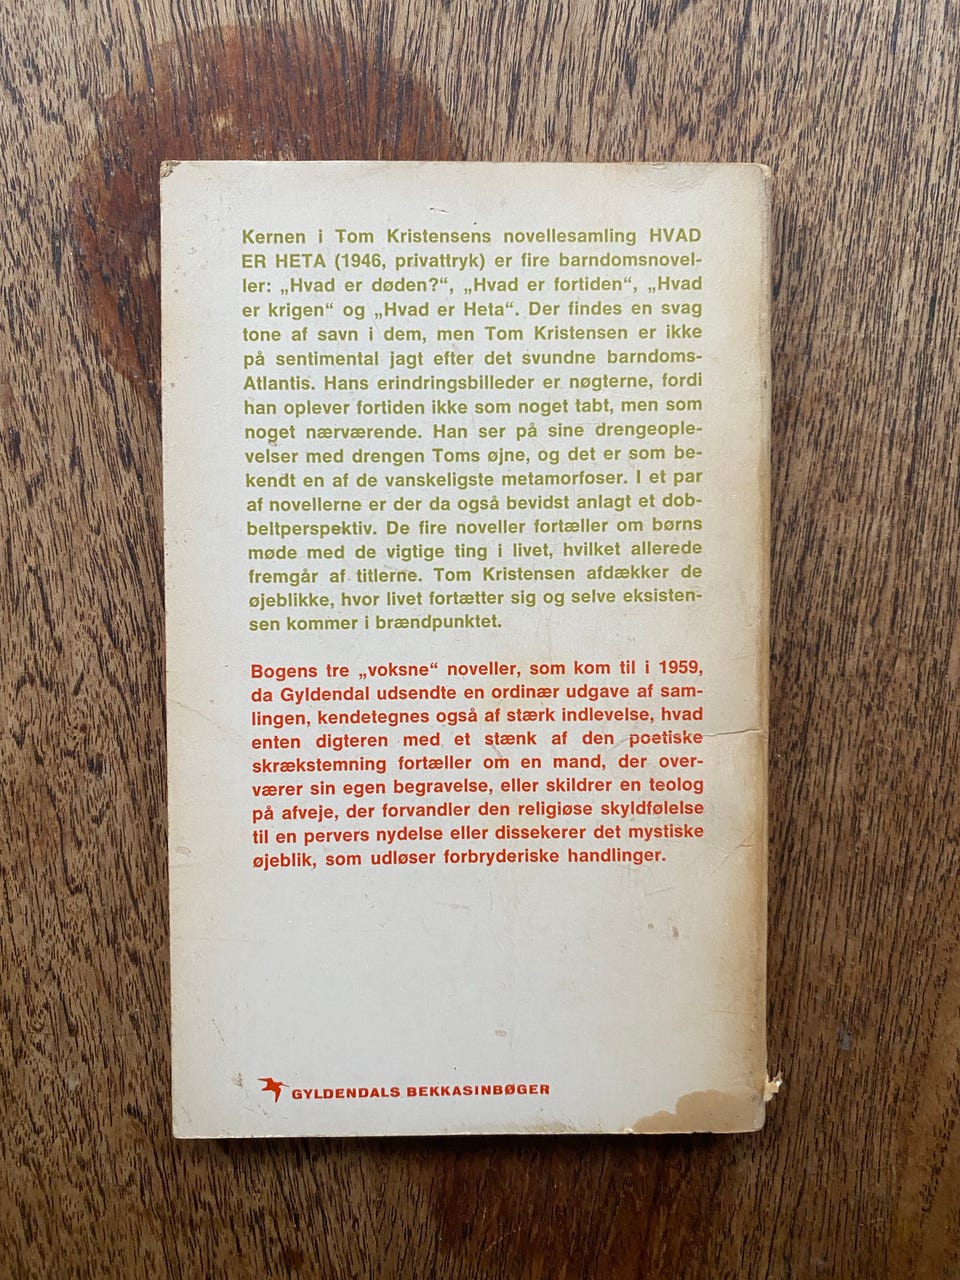 Kernen i Tom Kristensens novellesamling HVAD
ER HETA (1946, privattryk) er fire barndomsnovel-
ler: „Hvad er døden?“, „Hvad er fortiden“, „Hvad
er krigen“ og „Hvad er Heta“. Der findes en svag
tone af savn i dem, men Tom Kristensen er ikke
på sentimental jagt efter det svundne barndoms-
Atlantis. Hans erindringsbilleder er nøgterne, fordi
han oplever fortiden ikke som noget tabt, men som
noget nærværende. Han ser på sine drengeople-
velser med drengen Toms øjne, og det er som be-
kendt en af de vanskeligste metamorfoser. I et par
af novellerne er der da også bevidst anlagt et dob-
beltperspektiv. De fire noveller fortæller om børns
møde med de vigtige ting i livet, hvilket allerede
fremgår af titlerne. Tom Kristensen afdækker de
øjeblikke, hvor livet fortætter sig og selve eksisten-
sen kommer i brændpunktet.
Bogens tre „voksne“ noveller, som kom til i 1959,
da Gyldendal udsendte en ordinær udgave af sam-
lingen, kendetegnes også af stærk indlevelse, hvad
enten digteren med et stænk af den poetiske
skrækstemning fortæller om en mand, der over-
værer sin egen begravelse, eller skildrer en teolog
på afveje, der forvandler den religiøse skyldfølelse
til en pervers nydelse eller dissekerer det mystiske
øjeblik, som udløser forbryderiske handlinger.
GYLDENDALS BEKKASINBØGER